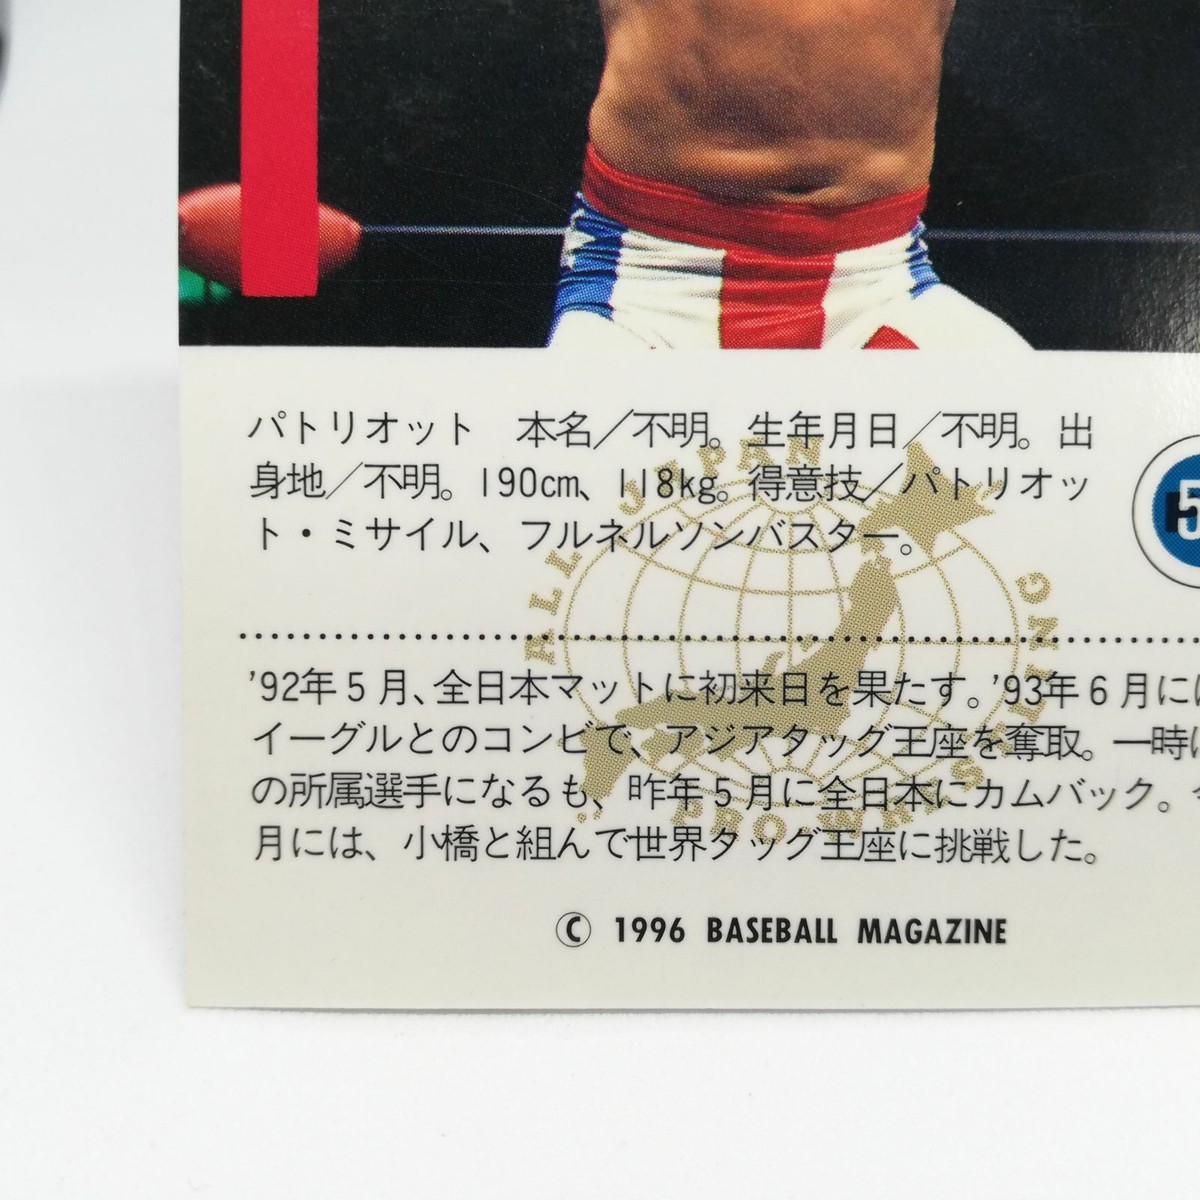 パトリオット　本名／不明。生年月日／不明。出
身地／不明。190cm、118kg。得意技／パトリオッ
ト・ミサイル、フルネルソンバスター。
5
ALL JAPAN PRO-WRESTLING
'92年5月、全日本マットに初来日を果たす。'93年6月には
イーグルとのコンビで、アジアタッグ王座を奪取。一時
の所属選手になるも、昨年5月に全日本にカムバック。
月には、小橋と組んで世界タッグ王座に挑戦した。
© 1996 BASEBALL MAGAZINE